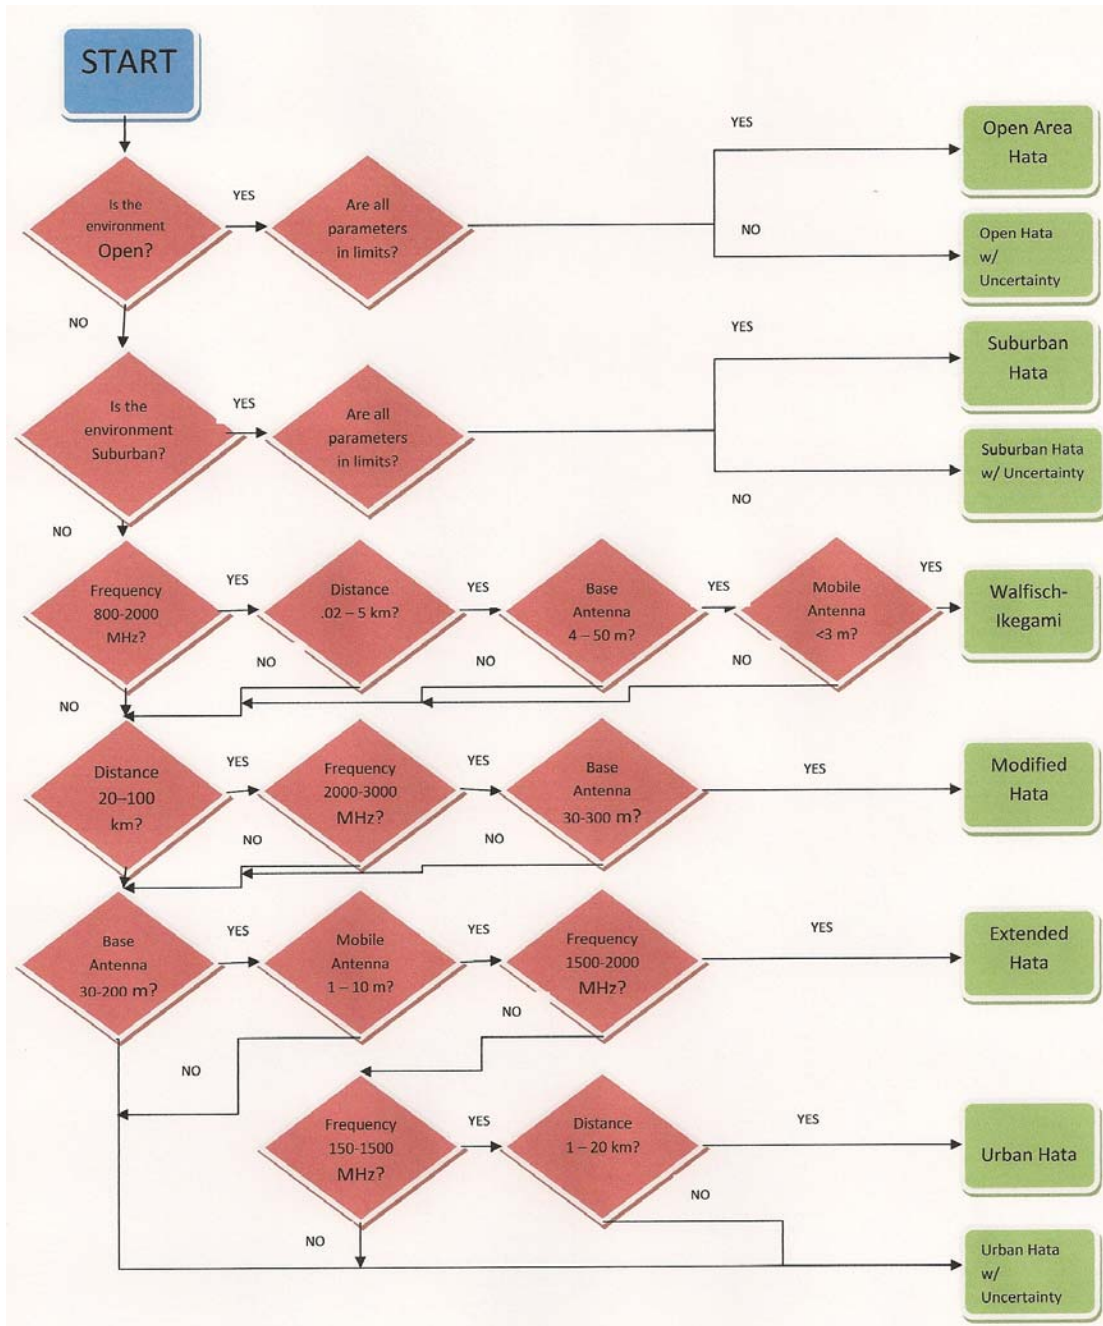 START
YES
Open Area
Hata
Is the
environment
Open?
YES
Are all
parameters
in limits?
NO
Open Hata
w/
Uncertainty
NO
YES
Suburban
Hata
Is the
environment
Suburban?
YES
Are all
parameters
in limits?
Suburban Hata
w/ Uncertainty
NO
NO
Frequency
800-2000
MHz?
YES
Distance
.02 – 5 km?
YES
Base
Antenna
4 – 50 m?
YES
Mobile
Antenna
<3 m?
YES
Walfisch-
Ikegami
NO
NO
NO
NO
Distance
20–100
km?
YES
Frequency
2000-3000
MHz?
YES
Base
Antenna
30-300 m?
YES
Modified
Hata
NO
NO
Base
Antenna
30-200 m?
YES
Mobile
Antenna
1 – 10 m?
YES
Frequency
1500-2000
MHz?
YES
Extended
Hata
NO
NO
Frequency
150-1500
MHz?
YES
Distance
1 – 20 km?
YES
Urban Hata
NO
NO
Urban Hata
w/
Uncertainty